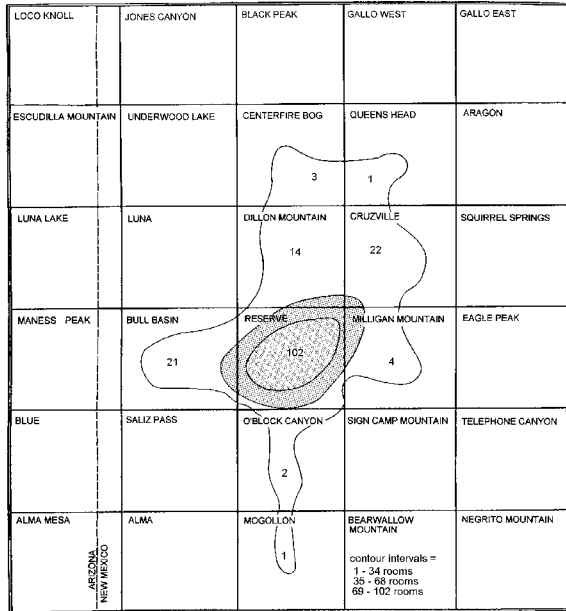 LOCO KNOLL
JONES CANYON
BLACK PEAK
GALLO WEST
GALLO EAST
ESCUDILLA MOUNTAIN
UNDERWOOD LAKE
CENTERFIRE BOG
QUEENS HEAD
ARAGON
3
1
LUNA LAKE
LUNA
DILLON MOUNTAIN
CRUZVILLE
SQUIRREL SPRINGS
14
22
MANESS PEAK
BULL BASIN
RESERVE
MILLIGAN MOUNTAIN
EAGLE PEAK
21
102
4
BLUE
SALIZ PASS
O'BLOCK CANYON
SIGN CAMP MOUNTAIN
TELEPHONE CANYON
2
ALMA MESA
ALMA
MOGOLLON
BEARWALLOW
MOUNTAIN
NEGRITO MOUNTAIN
1
ARIZONA
NEW MEXICO
contour intervals =
1 - 34 rooms
35 - 68 rooms
69 - 102 rooms